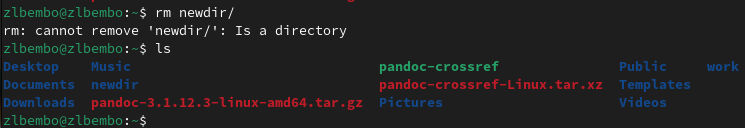 zlbembo@zlbembo:~$ rm newdir/
rm: cannot remove 'newdir/': Is a directory
zlbembo@zlbembo:~$ ls
Desktop Music pandoc-crossref Public work
Documents newdir pandoc-crossref-Linux.tar.xz Templates
Downloads pandoc-3.1.12.3-linux-amd64.tar.gz Pictures Videos
zlbembo@zlbembo:~$